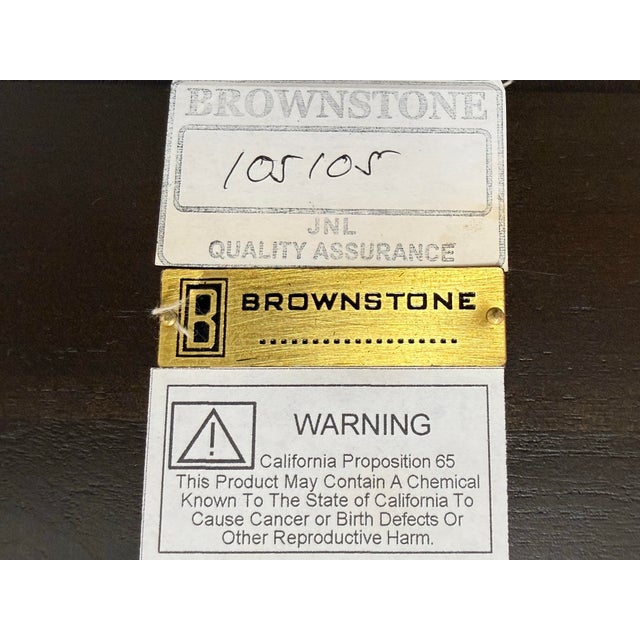 BROWNSTONE
105105
JNL
QUALITY ASSURANCE
B BROWNSTONE
WARNING
California Proposition 65
This Product May Contain A Chemical
Known To The State of California To
Cause Cancer or Birth Defects Or
Other Reproductive Harm.